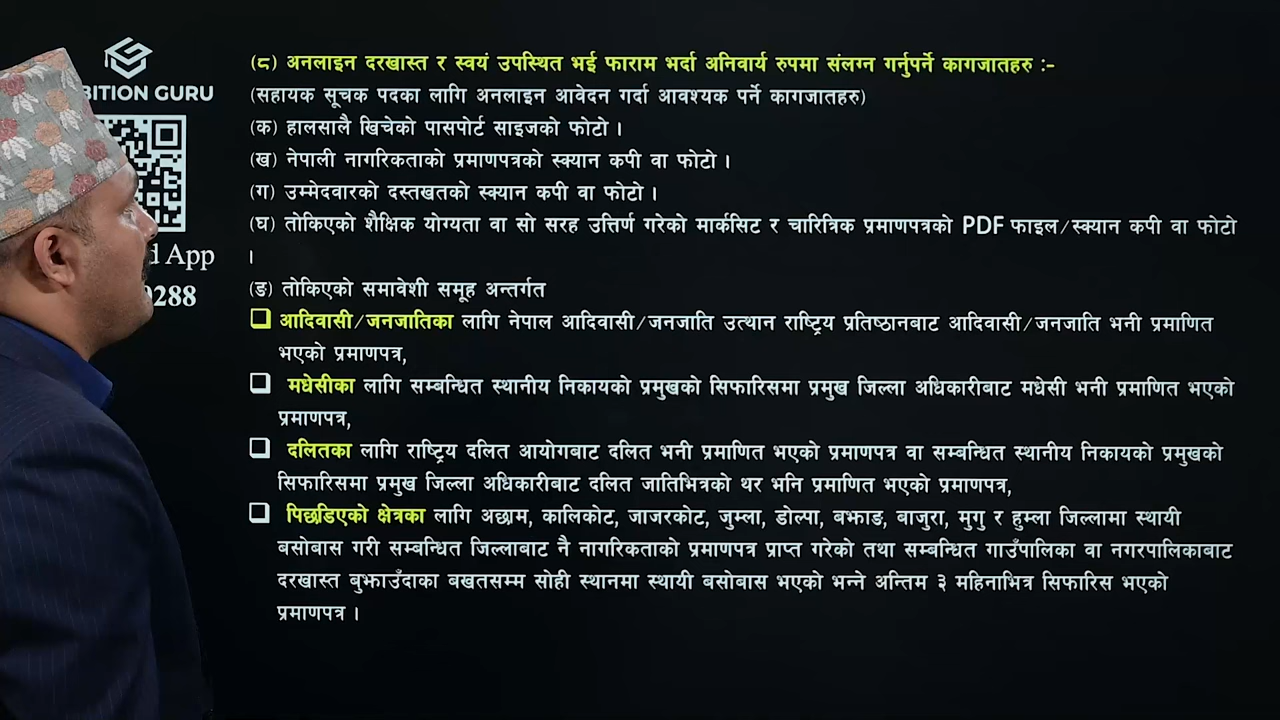 BITION GURU
d App
0288
(८) अनलाइन दरखास्त र स्वयं उपस्थित भई फाराम भर्दा अनिवार्य रुपमा संलग्न गर्नुपर्ने कागजातहरु :-
(सहायक सूचक पदका लागि अनलाइन आवेदन गर्दा आवश्यक पर्ने कागजातहरु)
(क) हालसालै खिचेको पासपोर्ट साइजको फोटो ।
(ख) नेपाली नागरिकताको प्रमाणपत्रको स्क्यान कपी वा फोटो ।
(ग) उम्मेदवारको दस्तखतको स्क्यान कपी वा फोटो ।
(घ) तोकिएको शैक्षिक योग्यता वा सो सरह उत्तिर्ण गरेको मार्कसिट र चारित्रिक प्रमाणपत्रको PDF फाइल/स्क्यान कपी वा फोटो
।
(ङ) तोकिएको समावेशी समूह अन्तर्गत
❑ आदिवासी/जनजातिका लागि नेपाल आदिवासी/जनजाति उत्थान राष्ट्रिय प्रतिष्ठानबाट आदिवासी/जनजाति भनी प्रमाणित
भएको प्रमाणपत्र,
❑ मधेसीका लागि सम्बन्धित स्थानीय निकायको प्रमुखको सिफारिसमा प्रमुख जिल्ला अधिकारीबाट मधेसी भनी प्रमाणित भएको
प्रमाणपत्र,
❑ दलितका लागि राष्ट्रिय दलित आयोगबाट दलित भनी प्रमाणित भएको प्रमाणपत्र वा सम्बन्धित स्थानीय निकायको प्रमुखको
सिफारिसमा प्रमुख जिल्ला अधिकारीबाट दलित जातिभित्रको थर भनि प्रमाणित भएको प्रमाणपत्र,
❑ पिछडिएको क्षेत्रका लागि अछाम, कालिकोट, जाजरकोट, जुम्ला, डोल्पा, बझाङ, बाजुरा, मुगु र हुम्ला जिल्लामा स्थायी
बसोबास गरी सम्बन्धित जिल्लाबाट नै नागरिकताको प्रमाणपत्र प्राप्त गरेको तथा सम्बन्धित गाउँपालिका वा नगरपालिकाबाट
दरखास्त बुझाउँदाका बखतसम्म सोही स्थानमा स्थायी बसोबास भएको भन्ने अन्तिम ३ महिनाभित्र सिफारिस भएको
प्रमाणपत्र ।